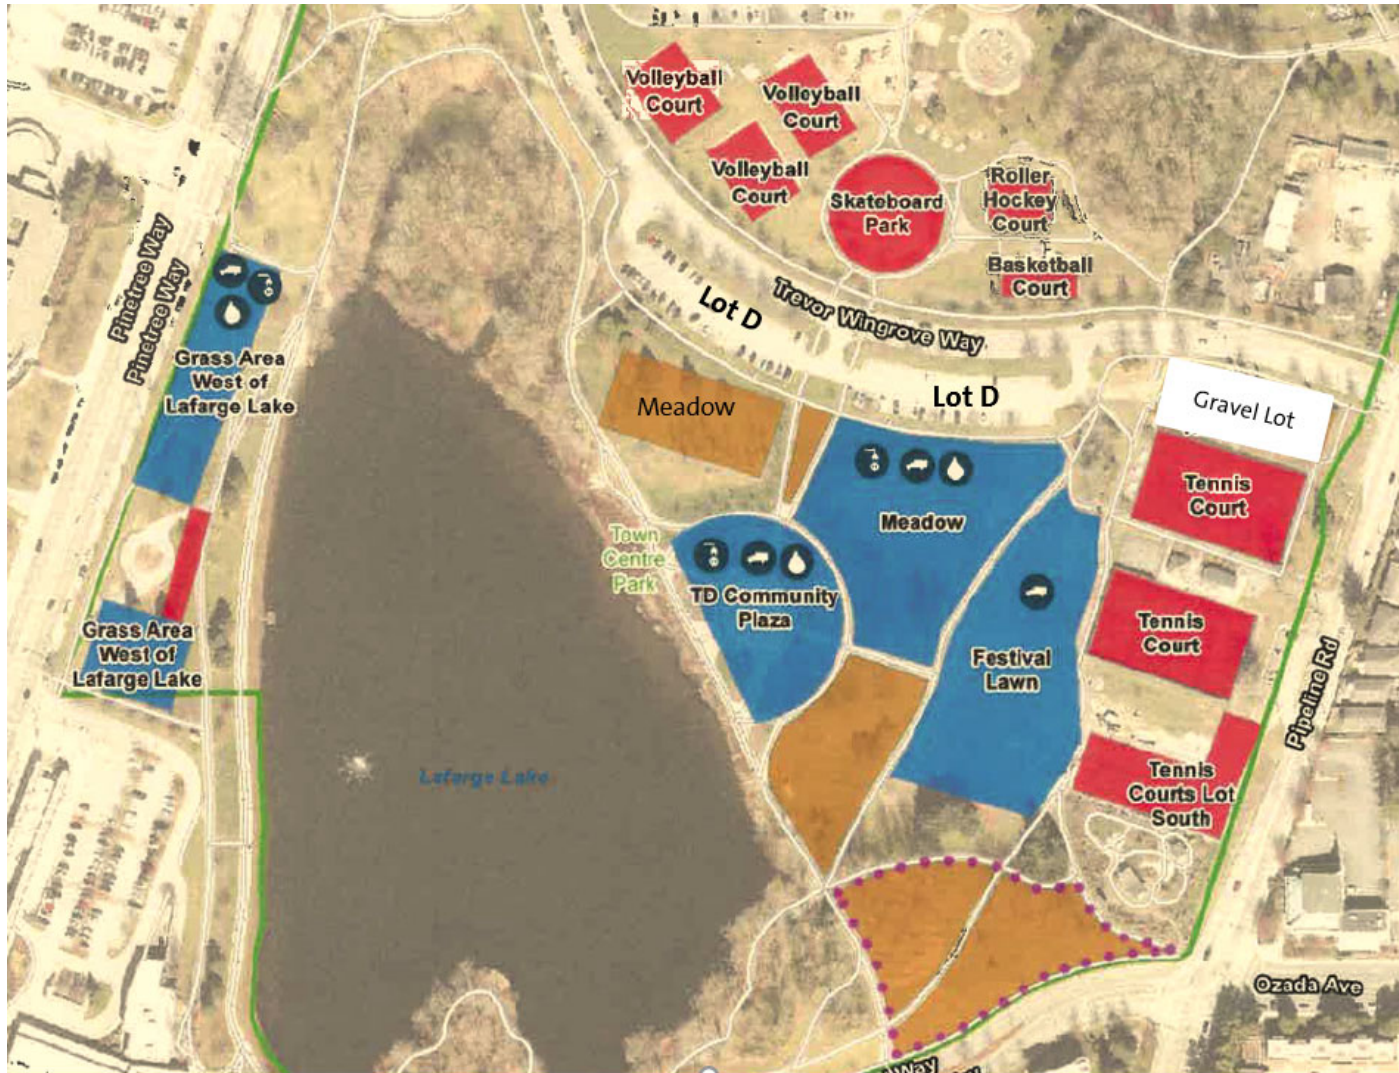 Volleyball
Court
Volleyball
Court
Volleyball
Court
Skateboard
Park
Roller
Hockey
Court
Basketball
Court
Pinetree Way
Pinetree Way
Trevor Wingrove Way
Lot D
Lot D
Grass Area
West of
Lafarge Lake
Meadow
Gravel Lot
Tennis
Court
Meadow
Town
Centre
Park
TD Community
Plaza
Festival
Lawn
Tennis
Court
Grass Area
West of
Lafarge Lake
Pipeline Rd
Lafarge Lake
Tennis
Courts Lot
South
Ozada Ave
Way